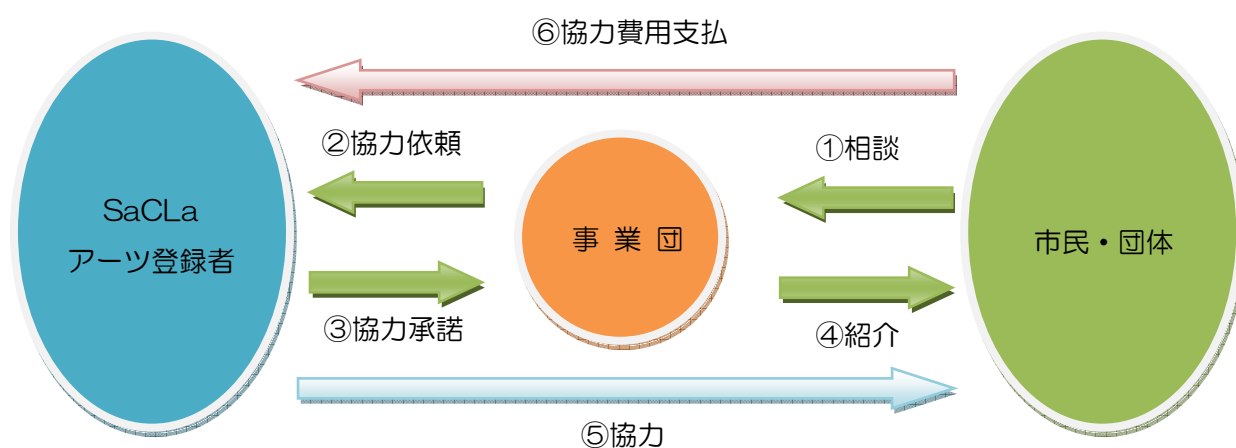 ⑥協力費用支払
②協力依頼
①相談
SaCLa
アーツ登録者
事 業 団
市民・団体
③協力承諾
④紹介
⑤協力